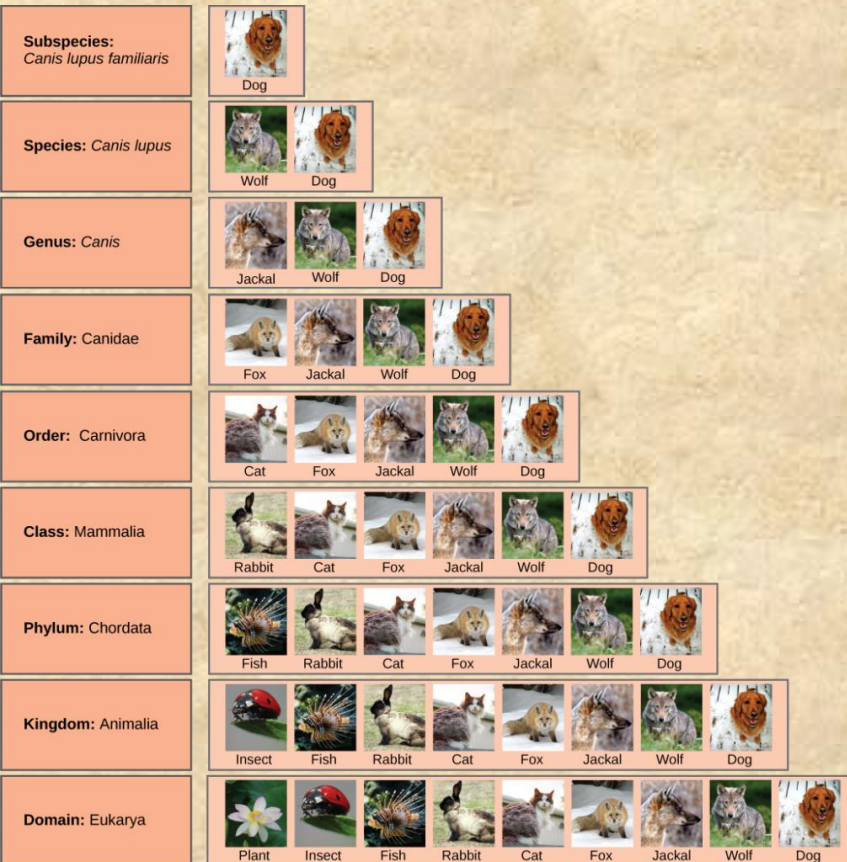 Subspecies:
Canis lupus familiaris
Dog
Species: Canis lupus
Wolf Dog
Genus: Canis
Jackal Wolf Dog
Family: Canidae
Fox Jackal Wolf Dog
Order: Carnivora
Cat Fox Jackal Wolf Dog
Class: Mammalia
Rabbit Cat Fox Jackal Wolf Dog
Phylum: Chordata
Fish Rabbit Cat Fox Jackal Wolf Dog
Kingdom: Animalia
Insect Fish Rabbit Cat Fox Jackal Wolf Dog
Domain: Eukarya
Plant Insect Fish Rabbit Cat Fox Jackal Wolf Dog